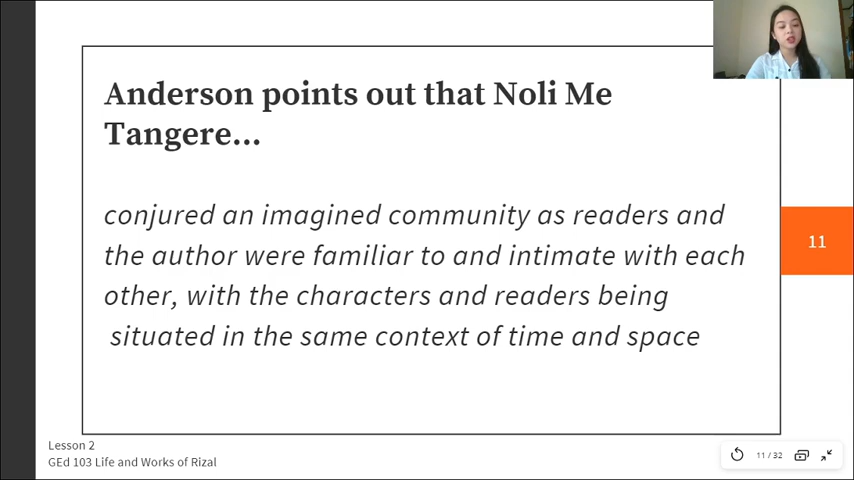 Anderson points out that Noli Me
Tangere...
conjured an imagined community as readers and
the author were familiar to and intimate with each
other, with the characters and readers being
situated in the same context of time and space
11
Lesson 2
GEd 103 Life and Works of Rizal
11 / 32